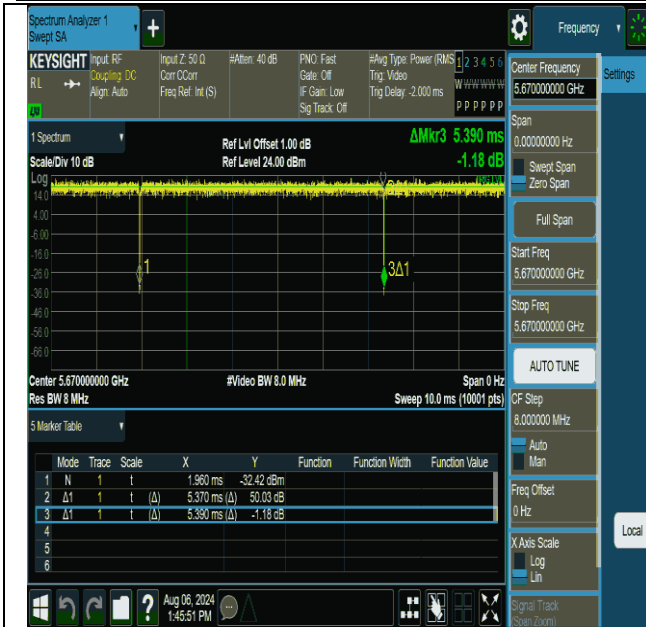 Spectrum Analyzer 1
Swept SA
+
Frequency
KEYSIGHT
RL
Input: RF
Coupling: DC
Align: Auto
Input Z: 50 Ω
Corr CCorr
Freq Ref: Int (S)
#Atten: 40 dB
PNO: Fast
Gate: Off
IF Gain: Low
Sig Track: Off
#Avg Type: Power (RMS
Trig: Video
Trig Delay: -2.000 ms
1 2 3 4 5 6
W W W W W W
P P P P P P
Center Frequency
5.670000000 GHz
Settings
Span
0.00000000 Hz
Swept Span
Zero Span
Full Span
Start Freq
5.670000000 GHz
Stop Freq
5.670000000 GHz
AUTO TUNE
CF Step
8.000000 MHz
Auto
Man
Freq Offset
0 Hz
X Axis Scale
Log
Lin
Signal Track
(Span Zoom)
Local
1 Spectrum
Scale/Div 10 dB
Ref Lvl Offset 1.00 dB
Ref Level 24.00 dBm
ΔMkr3 5.390 ms
-1.18 dB
Log
14.0
4.00
-6.00
-16.0
-26.0
-36.0
-46.0
-56.0
-66.0
1
3Δ1
Center 5.670000000 GHz
#Video BW 8.0 MHz
Span 0 Hz
Res BW 8 MHz
Sweep 10.0 ms (10001 pts)
5 Marker Table
Mode Trace Scale X Y Function Function Width Function Value
1 N 1 t 1.960 ms -32.42 dBm
2 Δ1 1 t (Δ) 5.370 ms (Δ) 50.03 dB
3 Δ1 1 t (Δ) 5.390 ms (Δ) -1.18 dB
4
5
6
?
Aug 06, 2024
1:45:51 PM